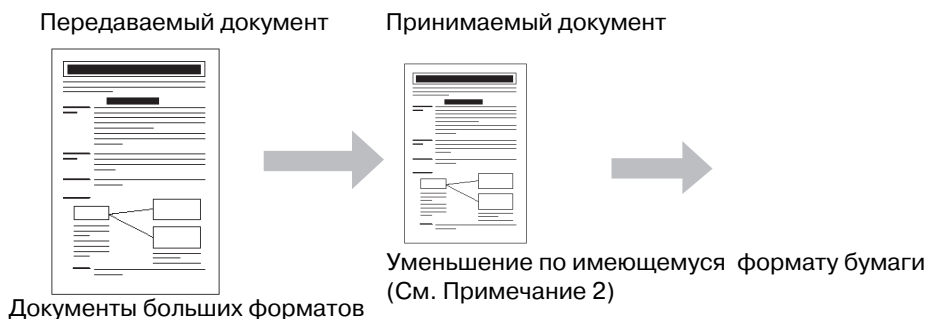 Передаваемый документ
Принимаемый документ
Уменьшение по имеющемуся формату бумаги
(См. Примечание 2)
Документы больших форматов